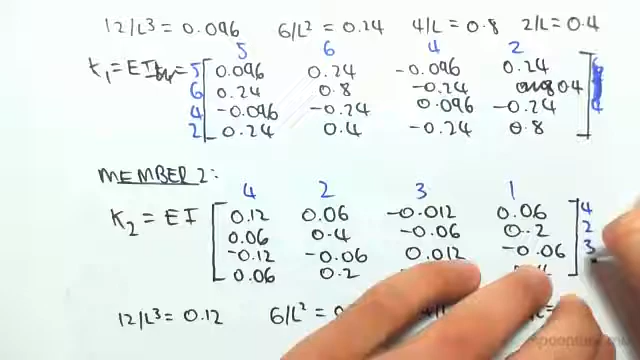 12/L³ = 0.096 6/L² = 0.24 4/L = 0.8 2/L = 0.4
5 6 4 2
K₁ = EI 5 0.096 0.24 -0.096 0.24
6 0.24 0.8 -0.24 0.4
4 -0.096 -0.24 0.096 -0.24 4
2 0.24 0.4 -0.24 0.8
MEMBER 2:
4 2 3 1
K₂ = EI 0.12 0.06 -0.012 0.06 4
0.06 0.4 -0.06 0.2 2
-0.12 -0.06 0.012 -0.06 3
0.06 0.2
12/L³ = 0.12 6/L² =